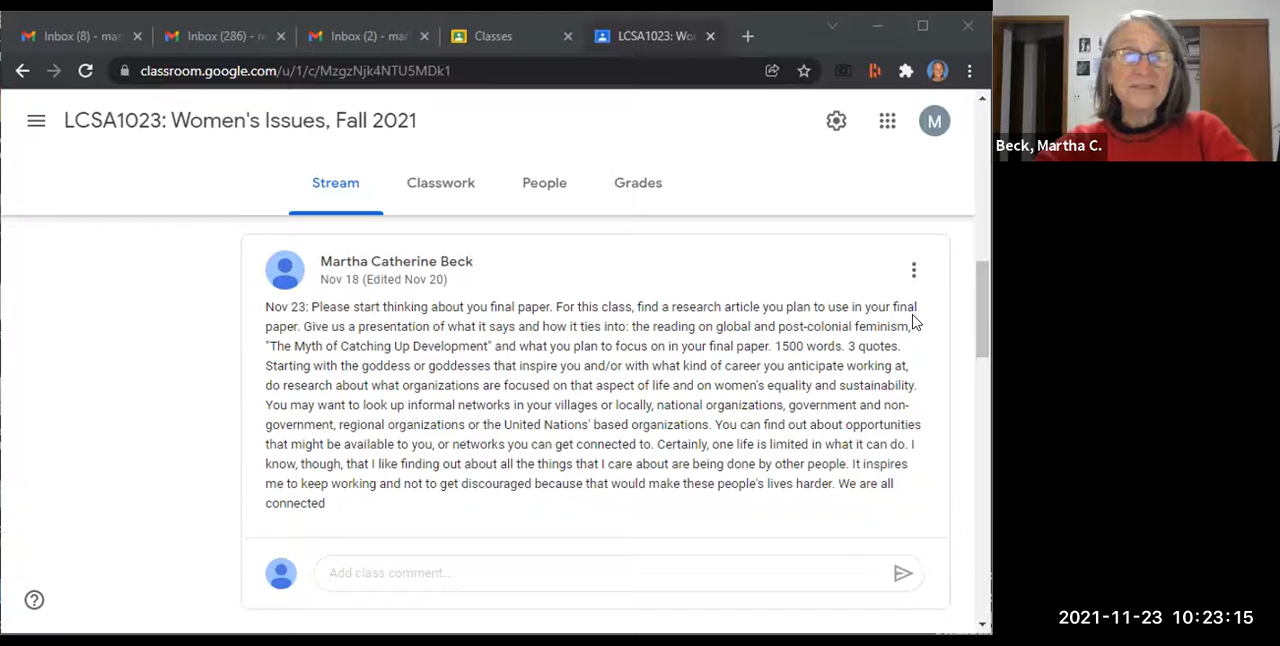 Inbox (8) - mar
Inbox (286) - m
Inbox (2) - mar
Classes
LCSA1023: Wo
classroom.google.com/u/1/c/MzgzNjk4NTU5MDk1
LCSA1023: Women's Issues, Fall 2021
M
Stream
Classwork
People
Grades
Martha Catherine Beck
Nov 18 (Edited Nov 20)
Nov 23: Please start thinking about you final paper. For this class, find a research article you plan to use in your final
paper. Give us a presentation of what it says and how it ties into: the reading on global and post-colonial feminism,
"The Myth of Catching Up Development" and what you plan to focus on in your final paper. 1500 words. 3 quotes.
Starting with the goddess or goddesses that inspire you and/or with what kind of career you anticipate working at,
do research about what organizations are focused on that aspect of life and on women's equality and sustainability.
You may want to look up informal networks in your villages or locally, national organizations, government and non-
government, regional organizations or the United Nations' based organizations. You can find out about opportunities
that might be available to you, or networks you can get connected to. Certainly, one life is limited in what it can do. I
know, though, that I like finding out about all the things that I care about are being done by other people. It inspires
me to keep working and not to get discouraged because that would make these people's lives harder. We are all
connected
Add class comment...
Beck, Martha C.
2021-11-23 10:23:15